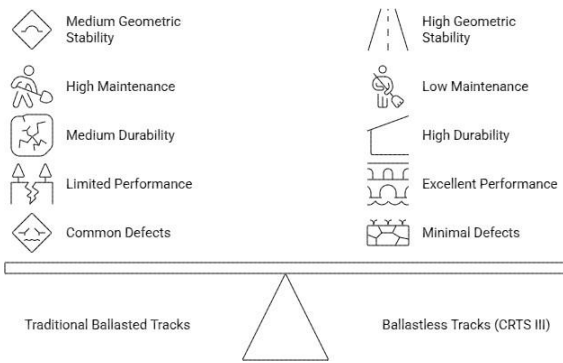 Medium Geometric
Stability
High Maintenance
Medium Durability
Limited Performance
Common Defects
High Geometric
Stability
Low Maintenance
High Durability
Excellent Performance
Minimal Defects
Traditional Ballasted Tracks
Ballastless Tracks (CRTS III)